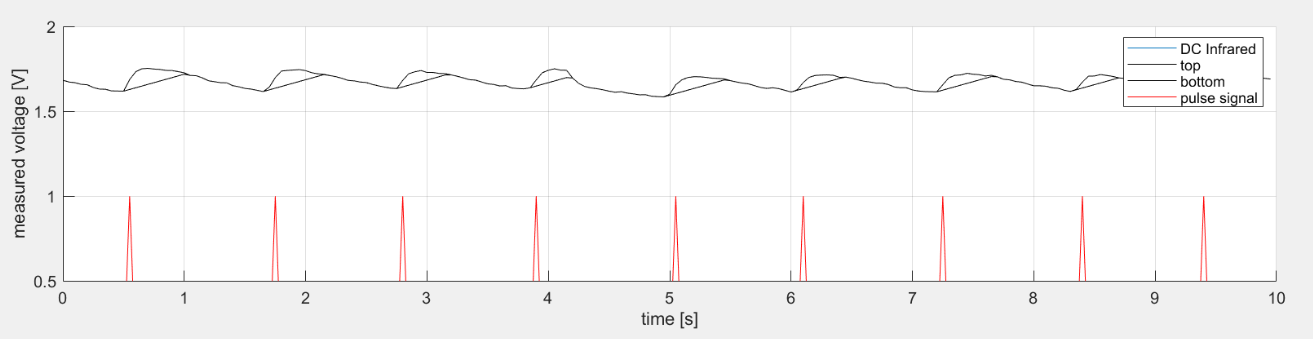 2
1.5
1
0.5
measured voltage [V]
DC Infrared
top
bottom
pulse signal
0 1 2 3 4 5 6 7 8 9 10
time [s]